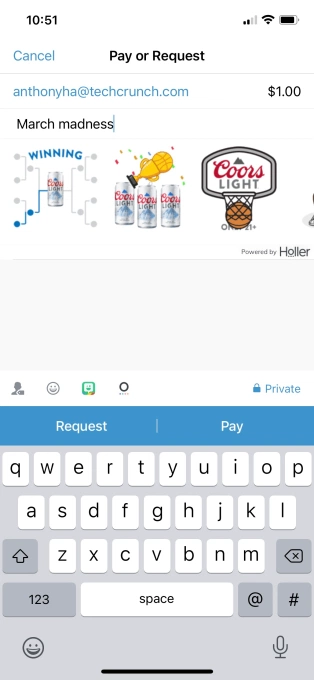 10:51
Cancel Pay or Request
anthonyha@techcrunch.com $1.00
March madness
WINNING
Coors
LIGHT
Coors
LIGHT
Coors
LIGHT
Coors
LIGHT
Coors
LIGHT
21+
Powered by Holler
Private
Request | Pay
q w e r t y u i o p
a s d f g h j k l
z x c v b n m
123 space @ #